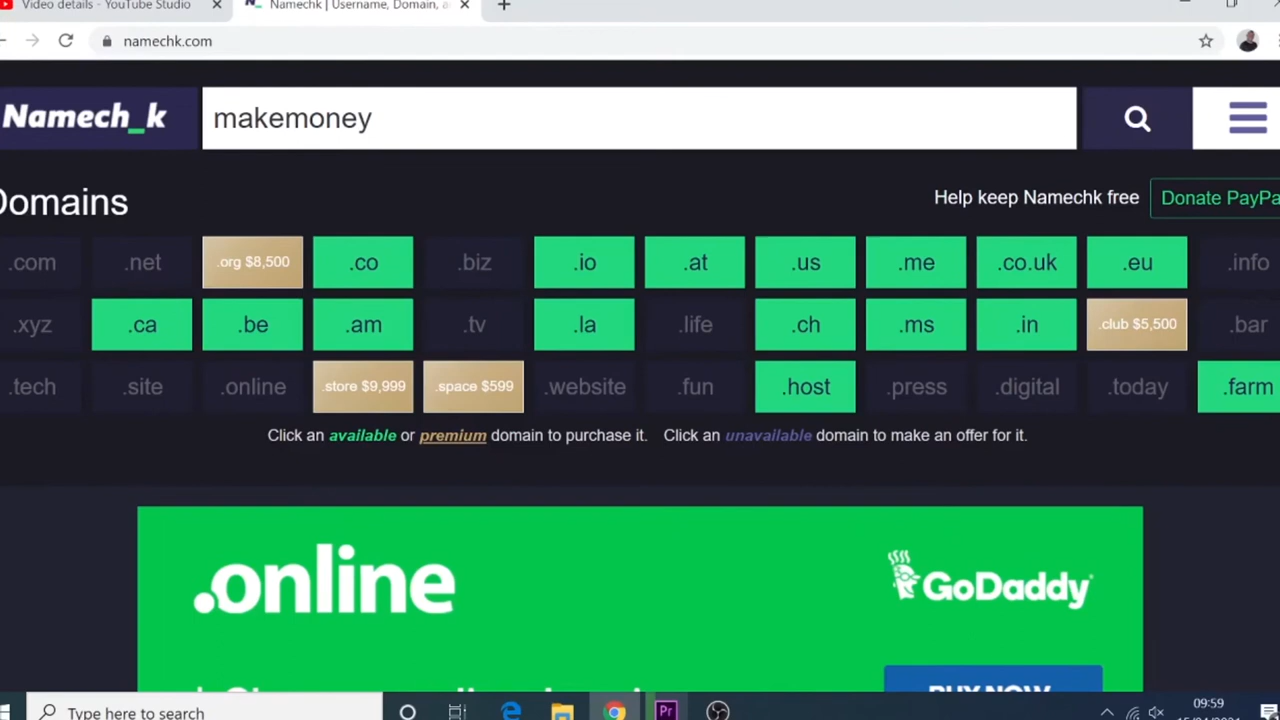 Video details - YouTube Studio
Namechk | Username, Domain, a
namechk.com
Namech_k
makemoney
Domains
Help keep Namechk free
Donate PayPa
.com .net .org $8,500 .co .biz .io .at .us .me .co.uk .eu .info
.xyz .ca .be .am .tv .la .life .ch .ms .in .club $5,500 .bar
.tech .site .online .store $9,999 .space $599 .website .fun .host .press .digital .today .farm
Click an available or premium domain to purchase it. Click an unavailable domain to make an offer for it.
.online
GoDaddy
BUY NOW
Type here to search
Pr
09:59